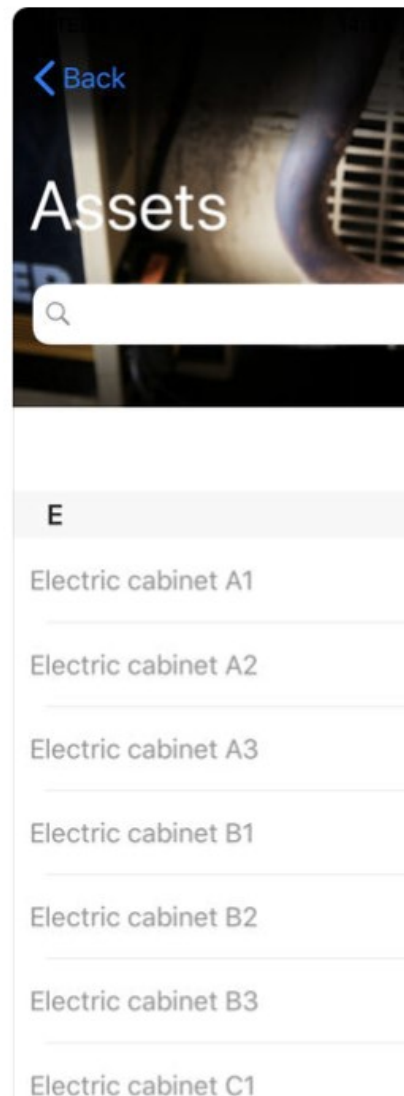 Back
Assets
E
Electric cabinet A1
Electric cabinet A2
Electric cabinet A3
Electric cabinet B1
Electric cabinet B2
Electric cabinet B3
Electric cabinet C1